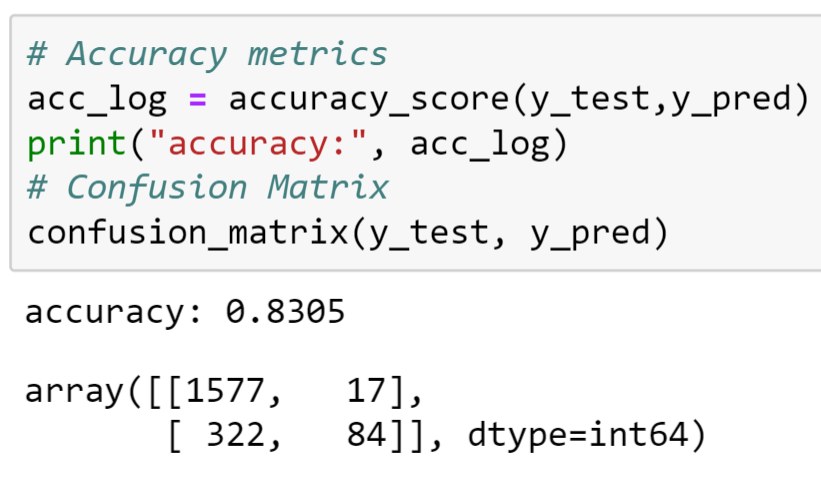 # Accuracy metrics
acc_log = accuracy_score(y_test,y_pred)
print("accuracy:", acc_log)
# Confusion Matrix
confusion_matrix(y_test, y_pred)
accuracy: 0.8305
array([[1577,   17],
       [ 322,   84]], dtype=int64)